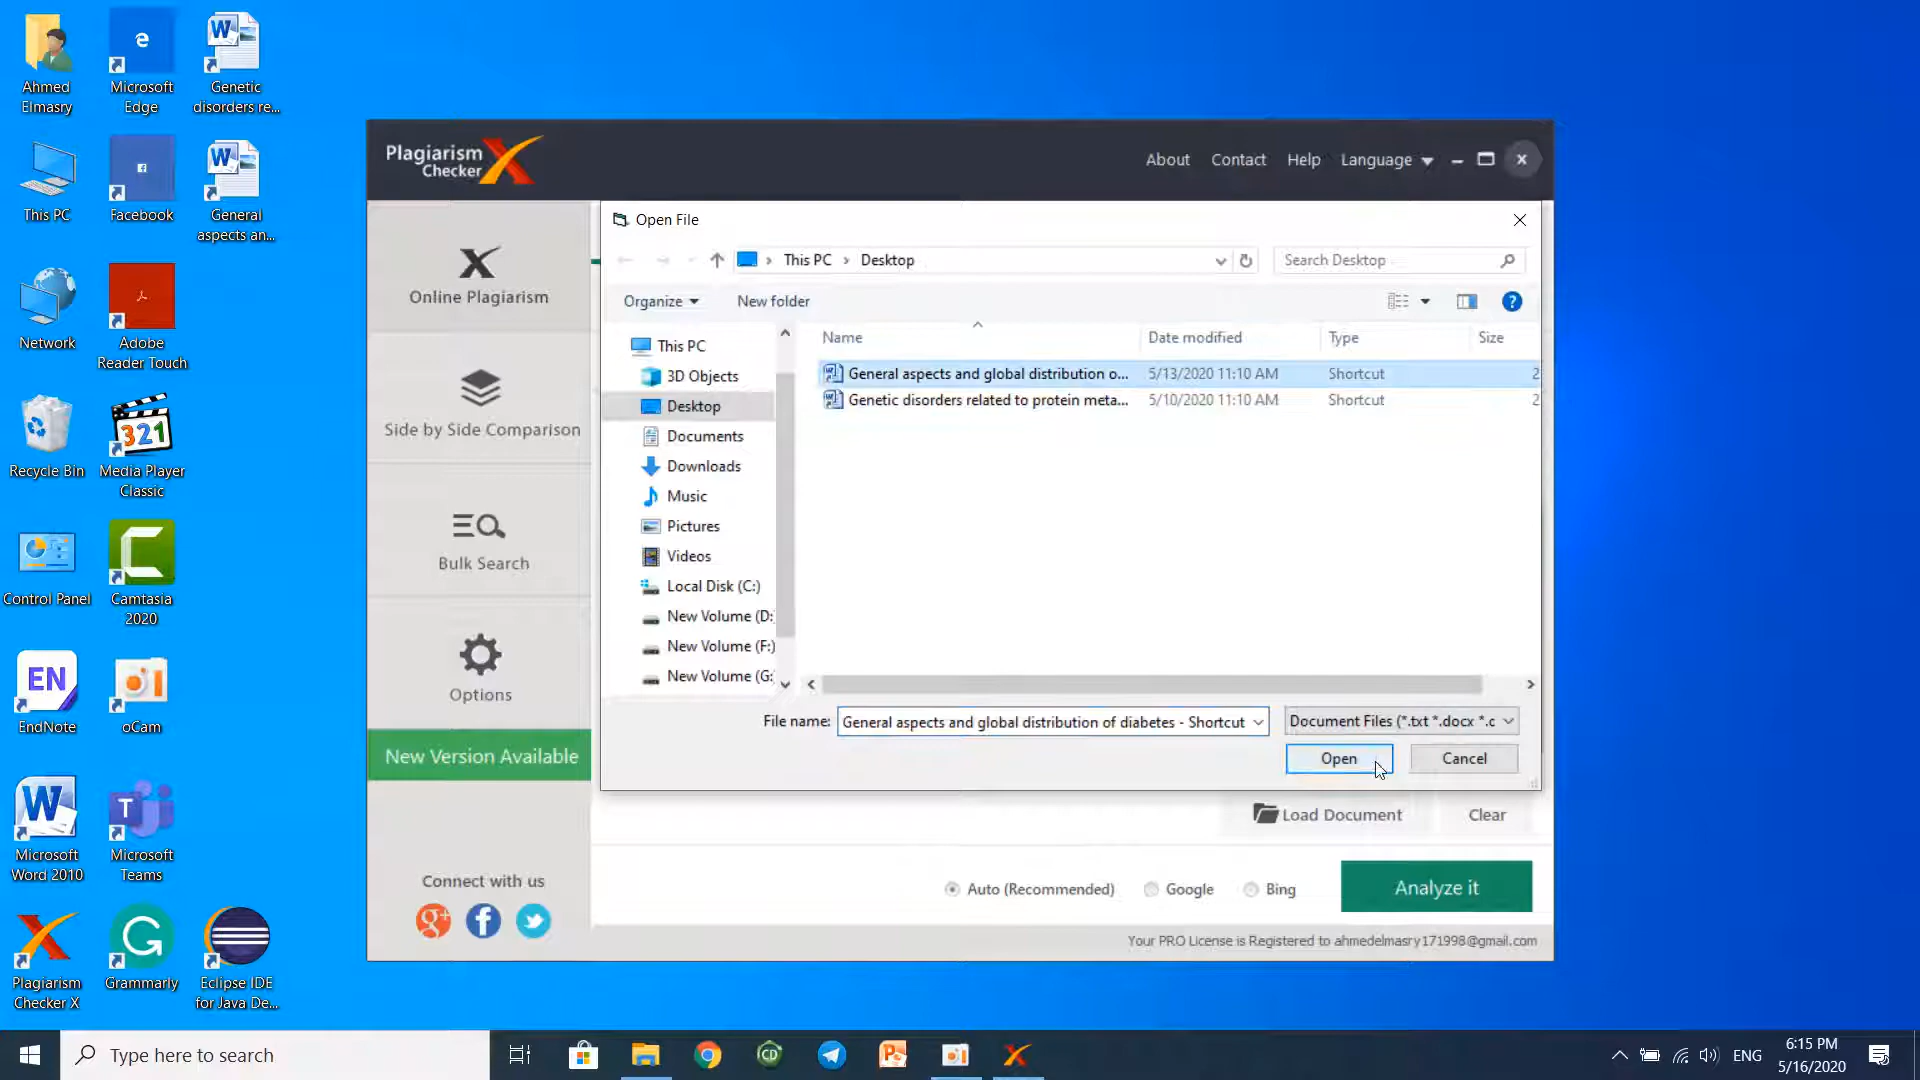 Ahmed
Elmasry
Microsoft
Edge
Genetic
disorders re...
This PC
Facebook
General
aspects an...
Network
Adobe
Reader Touch
Recycle Bin
Media Player
Classic
321
Control Panel
Camtasia
2020
EN
EndNote
oCam
Microsoft
Word 2010
Microsoft
Teams
Plagiarism
Checker X
Grammarly
Eclipse IDE
for Java De...
Plagiarism
Checker
About
Contact
Help
Language
Online Plagiarism
Side by Side Comparison
Bulk Search
Options
New Version Available
Connect with us
Open File
This PC
Desktop
Search Desktop
Organize
New folder
This PC
3D Objects
Desktop
Documents
Downloads
Music
Pictures
Videos
Local Disk (C:)
New Volume (D:
New Volume (F:)
New Volume (G:
Name Date modified Type Size
General aspects and global distribution o... 5/13/2020 11:10 AM Shortcut 2
Genetic disorders related to protein meta... 5/10/2020 11:10 AM Shortcut 2
File name: General aspects and global distribution of diabetes - Shortcut
Document Files (*.txt *.docx *.c
Open
Cancel
Load Document
Clear
Auto (Recommended)
Google
Bing
Analyze it
Your PRO License is Registered to ahmedelmasry171998@gmail.com
Type here to search
ENG
6:15 PM
5/16/2020